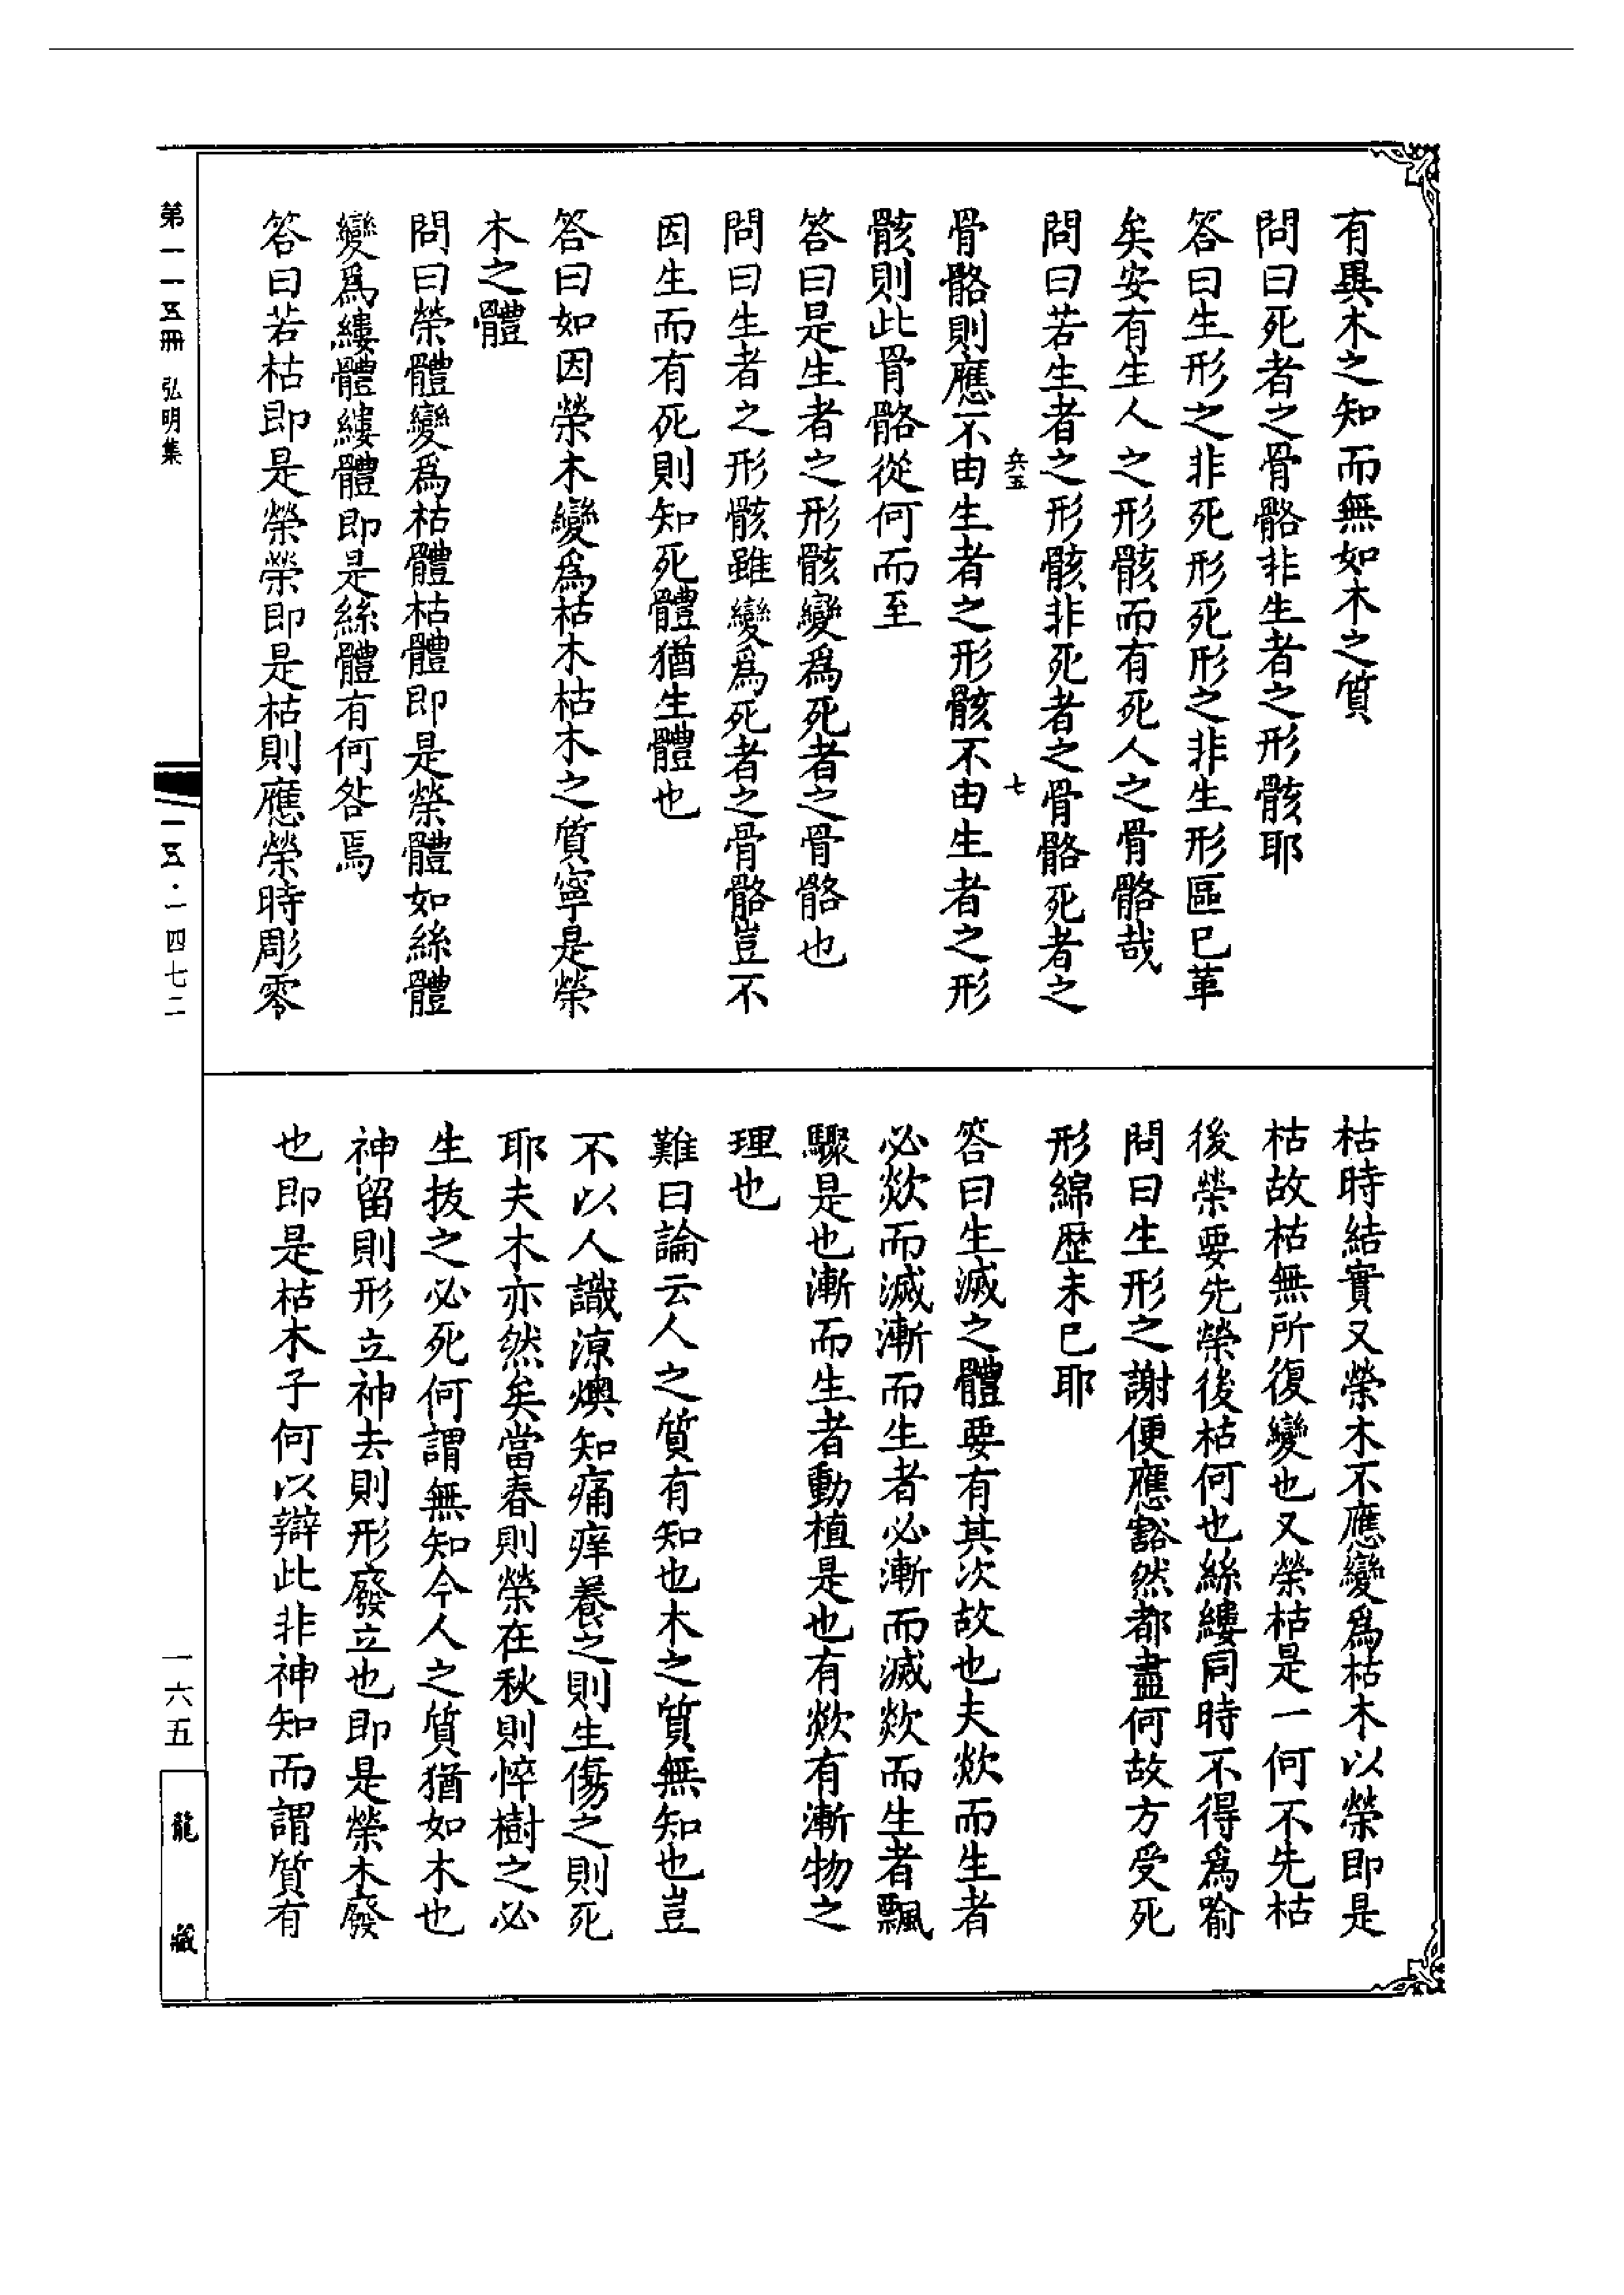 有異木之知而無如木之質
問曰死者之骨骼非生者之形骸耶
答曰生形之非死形死形之非生形區已革
矣安有生人之形骸而有死人之骨骼哉
問曰若生者之形骸非死者之骨骼死者之
兵五
七
骨骼則應不由生者之形骸不由生者之形
骸則此骨骼從何而至
答曰是生者之形骸變爲死者之骨骼也
問曰生者之形骸雖變爲死者之骨骼豈不
因生而有死則知死體猶生體也
答曰如因榮木變爲枯木枯木之質寧是榮
木之體
問曰榮體變爲枯體枯體即是榮體如絲體
變爲縷體縷體即是絲體有何咎焉
答曰若枯即是榮榮即是枯則應榮時彫零
枯時結實又榮木不應變爲枯木以榮即是
枯故枯無所復變也又榮枯是一何不先枯
後榮要先榮後枯何也絲縷同時不得爲喻
問曰生形之謝便應豁然都盡何故方受死
形綿歷未已耶
答曰生滅之體要有其次故也夫欻而生者
必欻而滅漸而生者必漸而滅欻而生者飄
驟是也漸而生者動植是也有欻有漸物之
理也
難曰論云人之質有知也木之質無知也豈
不以人識涼燠知痛痒養之則生傷之則死
耶夫木亦然矣當春則榮在秋則悴樹之必
生拔之必死何謂無知今人之質猶如木也
神留則形立神去則形廢立也即是榮木廢
也即是枯木子何以辯此非神知而謂質有
第一一五冊 弘明集
一五·一四七二
一六五
龍藏